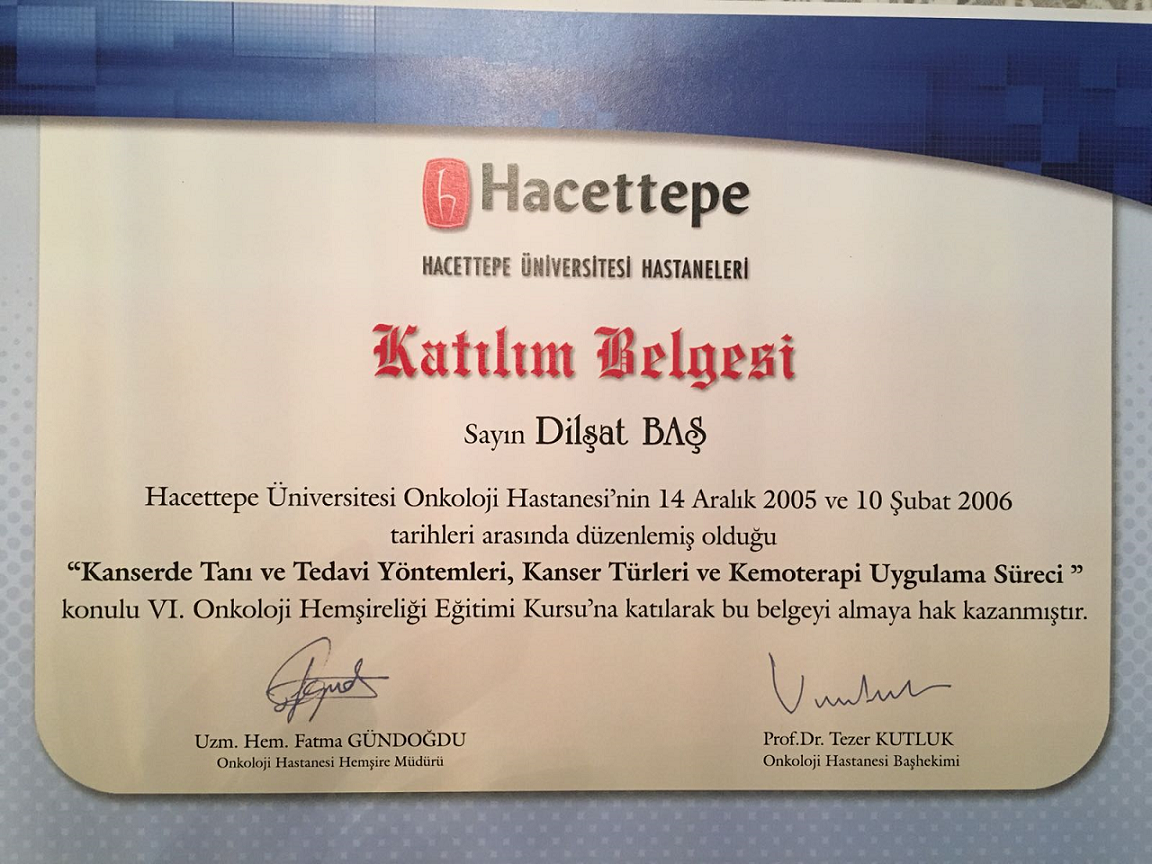 Hacettepe
HACETTEPE ÜNİVERSİTESİ HASTANELERİ
Katılım Belgesi
Sayın Dilşat BAŞ
Hacettepe Üniversitesi Onkoloji Hastanesi’nin 14 Aralık 2005 ve 10 Şubat 2006
tarihleri arasında düzenlemiş olduğu
“Kanserde Tanı ve Tedavi Yöntemleri, Kanser Türleri ve Kemoterapi Uygulama Süreci ”
konulu VI. Onkoloji Hemşireliği Eğitimi Kursu’na katılarak bu belgeyi almaya hak kazanmıştır.
Uzm. Hem. Fatma GÜNDOĞDU
Onkoloji Hastanesi Hemşire Müdürü
Prof.Dr. Tezer KUTLUK
Onkoloji Hastanesi Başhekimi